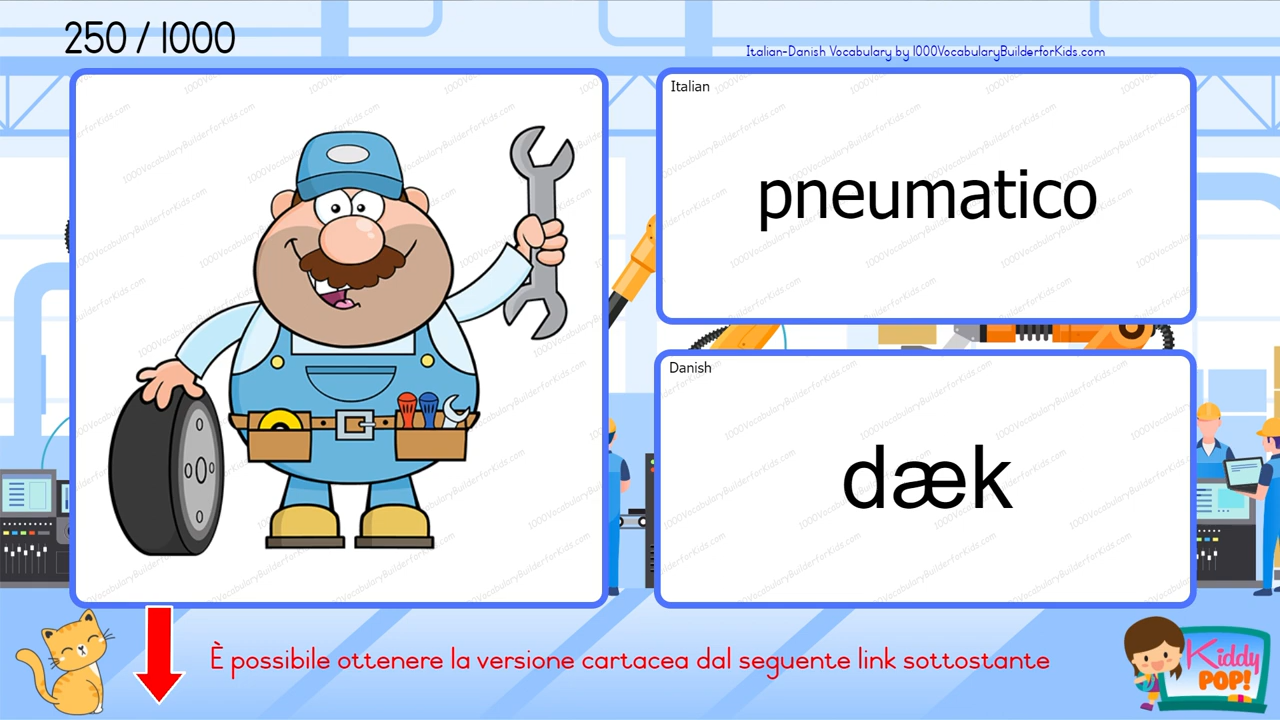 250 / 1000
Italian-Danish Vocabulary by 1000VocabularyBuilderforKids.com
Italian
pneumatico
Danish
dæk
È possibile ottenere la versione cartacea dal seguente link sottostante
Kiddy
POP!